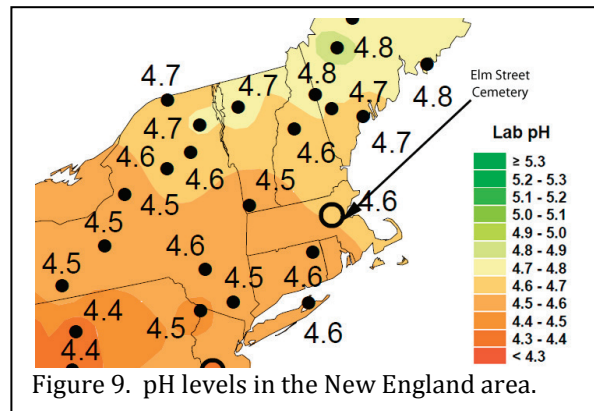 4.8
4.7
4.8
Elm Street
Cemetery
4.7
4.7
4.8
4.7
4.7
4.6
4.6
4.6
4.5
4.6
4.5
4.5
4.6
4.5
4.5
4.6
4.4
4.5
4.6
4.4
Lab pH
≥ 5.3
5.2 - 5.3
5.1 - 5.2
5.0 - 5.1
4.9 - 5.0
4.8 - 4.9
4.7 - 4.8
4.6 - 4.7
4.5 - 4.6
4.4 - 4.5
4.3 - 4.4
< 4.3
Figure 9. pH levels in the New England area.